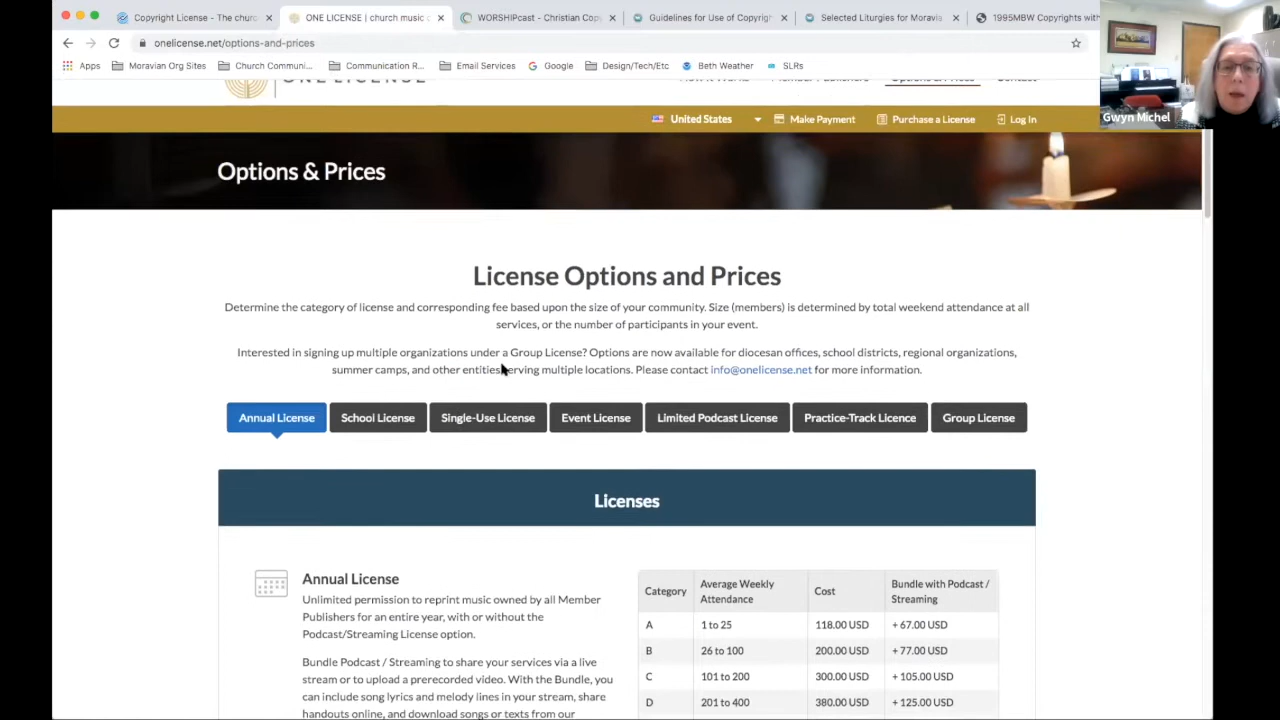 Copyright License - The churc
ONE LICENSE | church music c
WORSHIPcast - Christian Cop
Guidelines for Use of Copyrigh
Selected Liturgies for Moravia
1995MBW Copyrights with
onelicense.net/options-and-prices
Apps
Moravian Org Sites
Church Communi...
Communication R...
Email Services
Google
Design/Tech/Etc
Beth Weather
SLRs
Gwyn Michel
ONE LICENSE
Options & Prices
Contact
United States
Make Payment
Purchase a License
Log In
Options & Prices
License Options and Prices
Determine the category of license and corresponding fee based upon the size of your community. Size (members) is determined by total weekend attendance at all
services, or the number of participants in your event.
Interested in signing up multiple organizations under a Group License? Options are now available for diocesan offices, school districts, regional organizations,
summer camps, and other entities serving multiple locations. Please contact info@onelicense.net for more information.
Annual License
School License
Single-Use License
Event License
Limited Podcast License
Practice-Track Licence
Group License
Licenses
Annual License
Unlimited permission to reprint music owned by all Member
Publishers for an entire year, with or without the
Podcast/Streaming License option.
Bundle Podcast / Streaming to share your services via a live
stream or to upload a prerecorded video. With the Bundle, you
can include song lyrics and melody lines in your stream, share
handouts online, and download songs or texts from our
Category
Average Weekly
Attendance
Cost
Bundle with Podcast /
Streaming
A 1 to 25 118.00 USD + 67.00 USD
B 26 to 100 200.00 USD + 77.00 USD
C 101 to 200 300.00 USD + 105.00 USD
D 201 to 400 380.00 USD + 125.00 USD